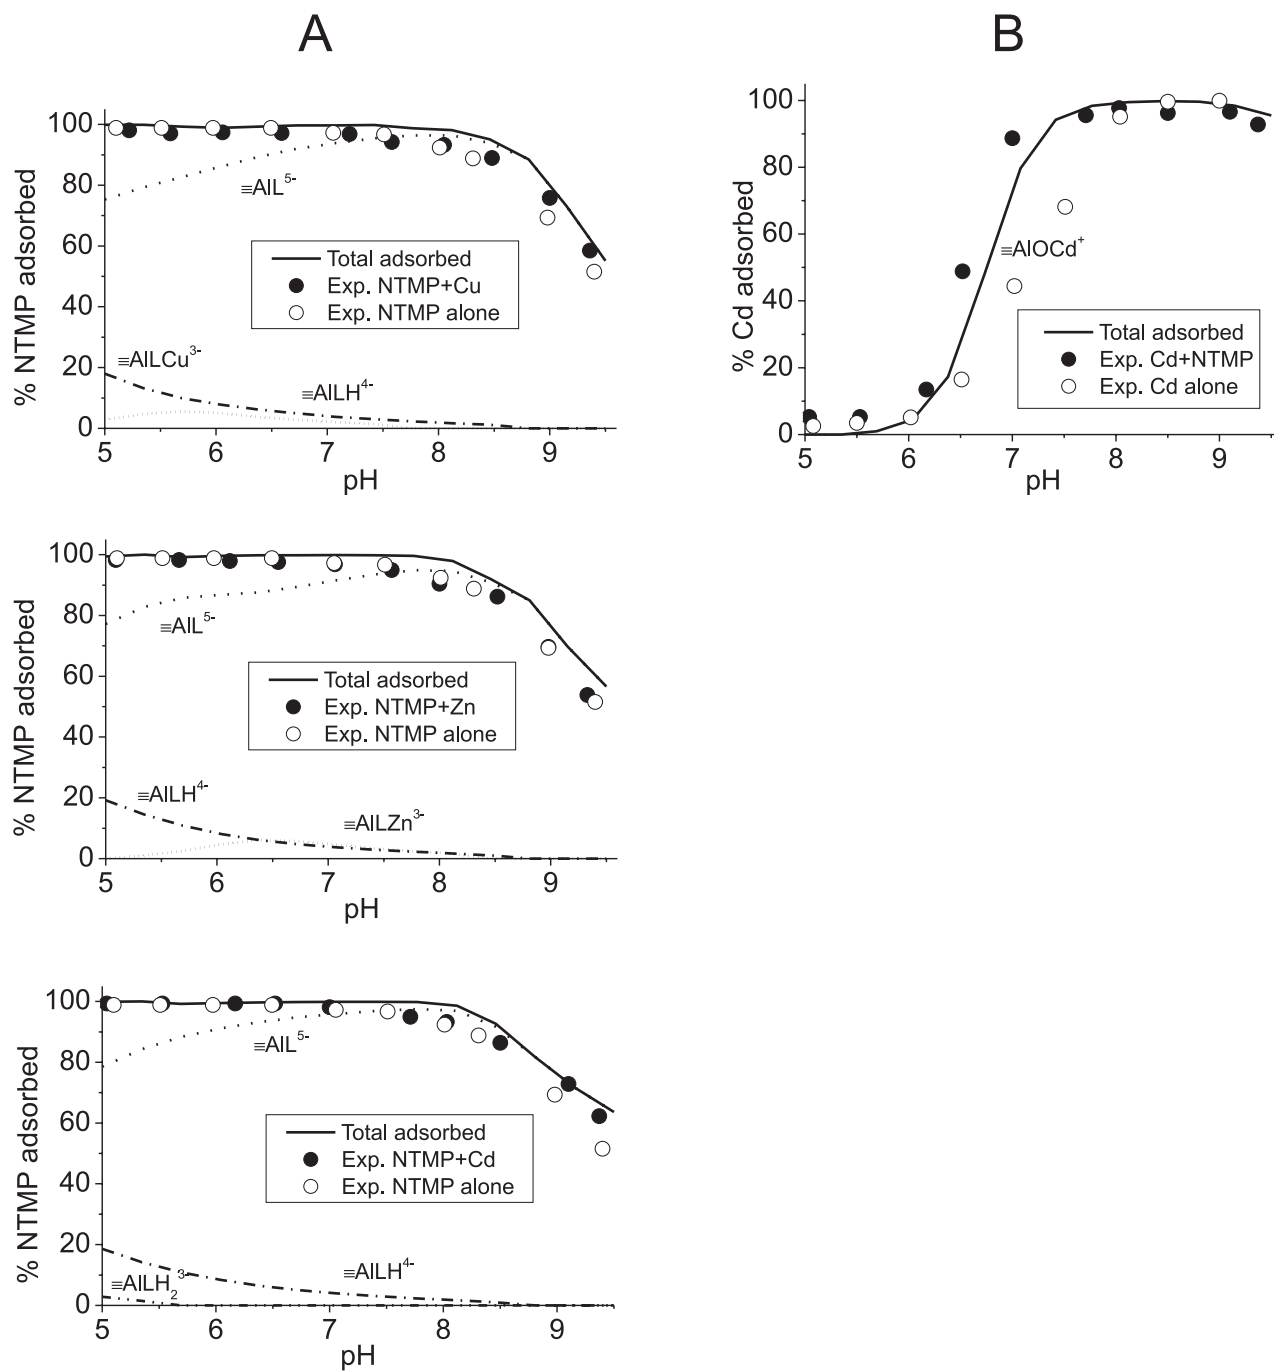 A
B
% NTMP adsorbed
100
80
60
40
20
0
≡AlL⁵⁻
Total adsorbed
Exp. NTMP+Cu
Exp. NTMP alone
≡AlLCu³⁻
≡AlLH⁴⁻
5 6 7 8 9
pH
% Cd adsorbed
100
80
60
40
20
0
≡AlOCd⁺
Total adsorbed
Exp. Cd+NTMP
Exp. Cd alone
5 6 7 8 9
pH
% NTMP adsorbed
100
80
60
40
20
0
≡AlL⁵⁻
Total adsorbed
Exp. NTMP+Zn
Exp. NTMP alone
≡AlLH⁴⁻
≡AlLZn³⁻
5 6 7 8 9
pH
% NTMP adsorbed
100
80
60
40
20
0
≡AlL⁵⁻
Total adsorbed
Exp. NTMP+Cd
Exp. NTMP alone
≡AlLH₂³⁻
≡AlLH⁴⁻
5 6 7 8 9
pH